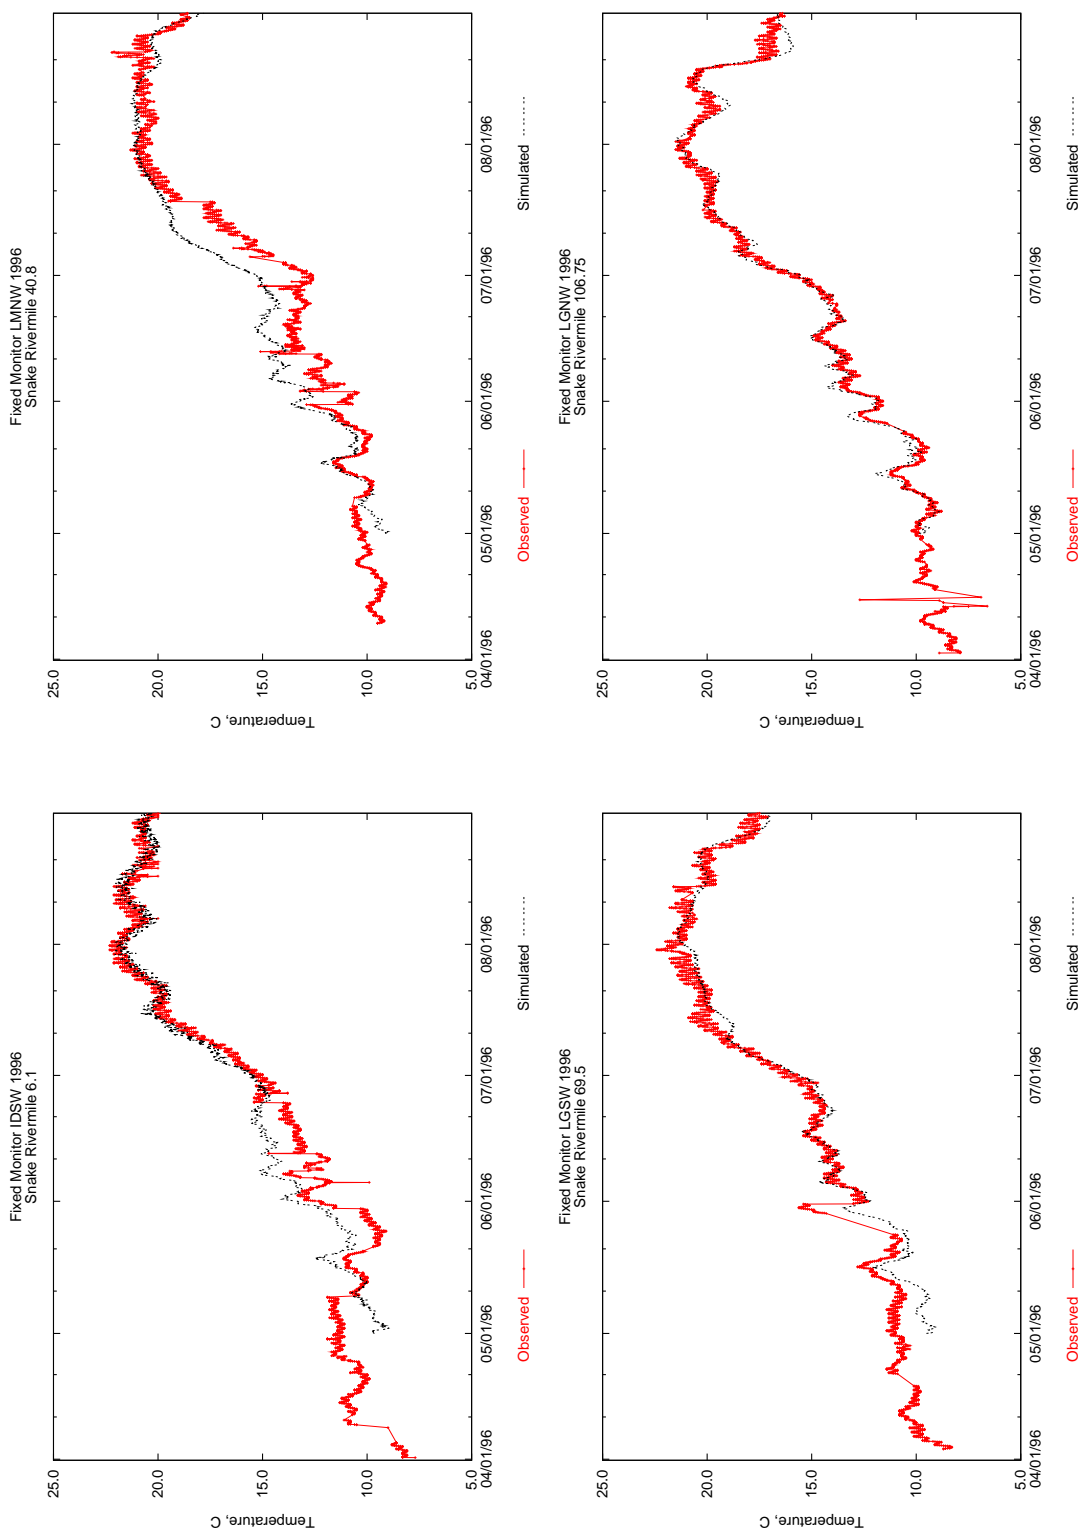 Fixed Monitor IDSW 1996
Snake Rivermile 6.1
Temperature, C
25.0
20.0
15.0
10.0
5.0
04/01/96
05/01/96
06/01/96
07/01/96
08/01/96
Observed
Simulated
Fixed Monitor LMNW 1996
Snake Rivermile 40.8
Temperature, C
25.0
20.0
15.0
10.0
5.0
04/01/96
05/01/96
06/01/96
07/01/96
08/01/96
Observed
Simulated
Fixed Monitor LGSW 1996
Snake Rivermile 69.5
Temperature, C
25.0
20.0
15.0
10.0
5.0
04/01/96
05/01/96
06/01/96
07/01/96
08/01/96
Observed
Simulated
Fixed Monitor LGNW 1996
Snake Rivermile 106.75
Temperature, C
25.0
20.0
15.0
10.0
5.0
04/01/96
05/01/96
06/01/96
07/01/96
08/01/96
Observed
Simulated